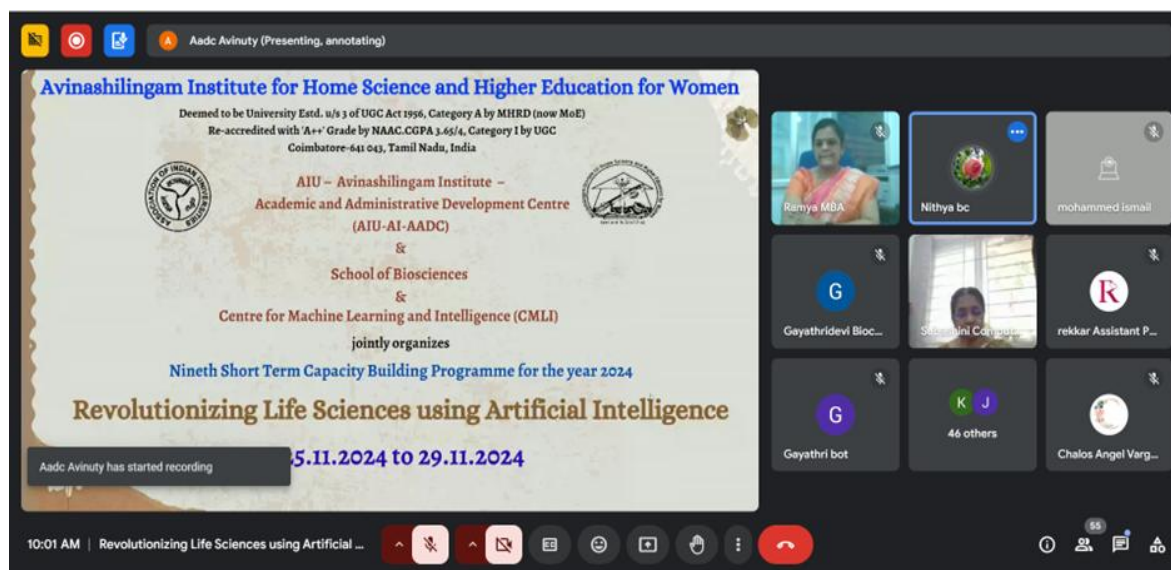 Aadc Avinuty (Presenting, annotating)
Avinashilingam Institute for Home Science and Higher Education for Women
Deemed to be University Estd. u/s 3 of UGC Act 1956, Category A by MHRD (now MoE)
Re-accredited with 'A++' Grade by NAAC.CGPA 3.65/4, Category I by UGC
Coimbatore-641 043, Tamil Nadu, India
ASSOCIATION OF INDIAN UNIVERSITIES
AIU – Avinashilingam Institute –
Academic and Administrative Development Centre
(AIU-AI-AADC)
&
School of Biosciences
&
Centre for Machine Learning and Intelligence (CMLI)
jointly organizes
Nineth Short Term Capacity Building Programme for the year 2024
Revolutionizing Life Sciences using Artificial Intelligence
5.11.2024 to 29.11.2024
Aadc Avinuty has started recording
A
Ramya MBA
Nithya bc
mohammed ismail
G
Gayathridevi Bioc...
R
rekkar Assistant P...
G
Gayathri bot
K J
46 others
Chalos Angel Varg...
10:01 AM | Revolutionizing Life Sciences using Artificial ...
CC
55